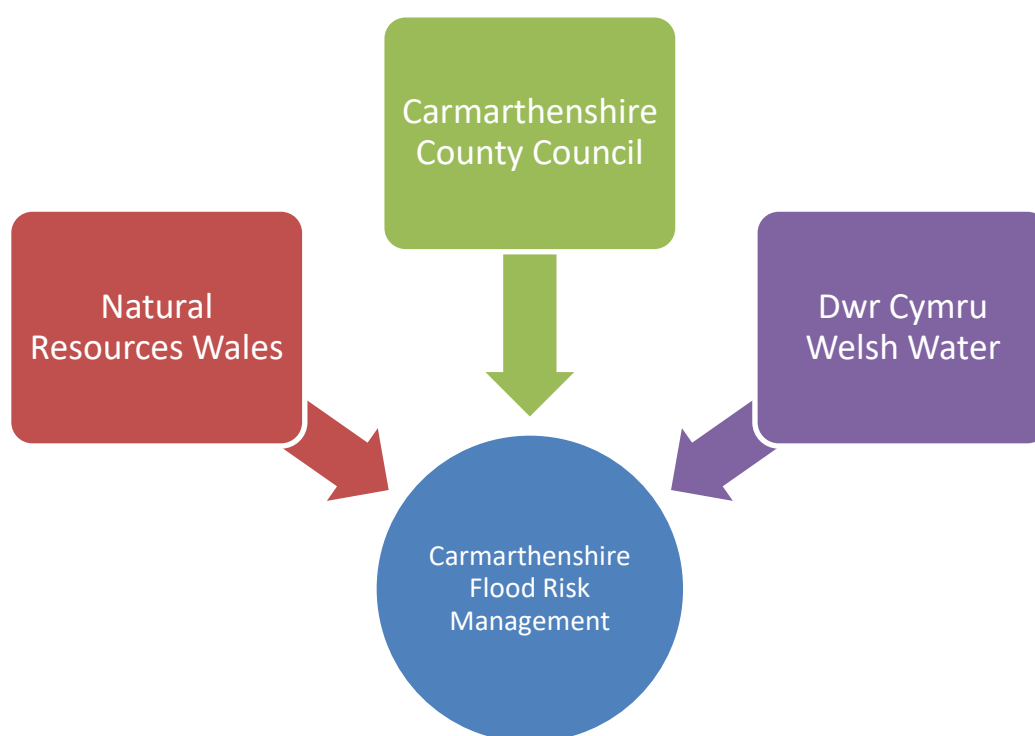 Carmarthenshire
County Council
Natural
Resources Wales
Dwr Cymru
Welsh Water
Carmarthenshire
Flood Risk
Management